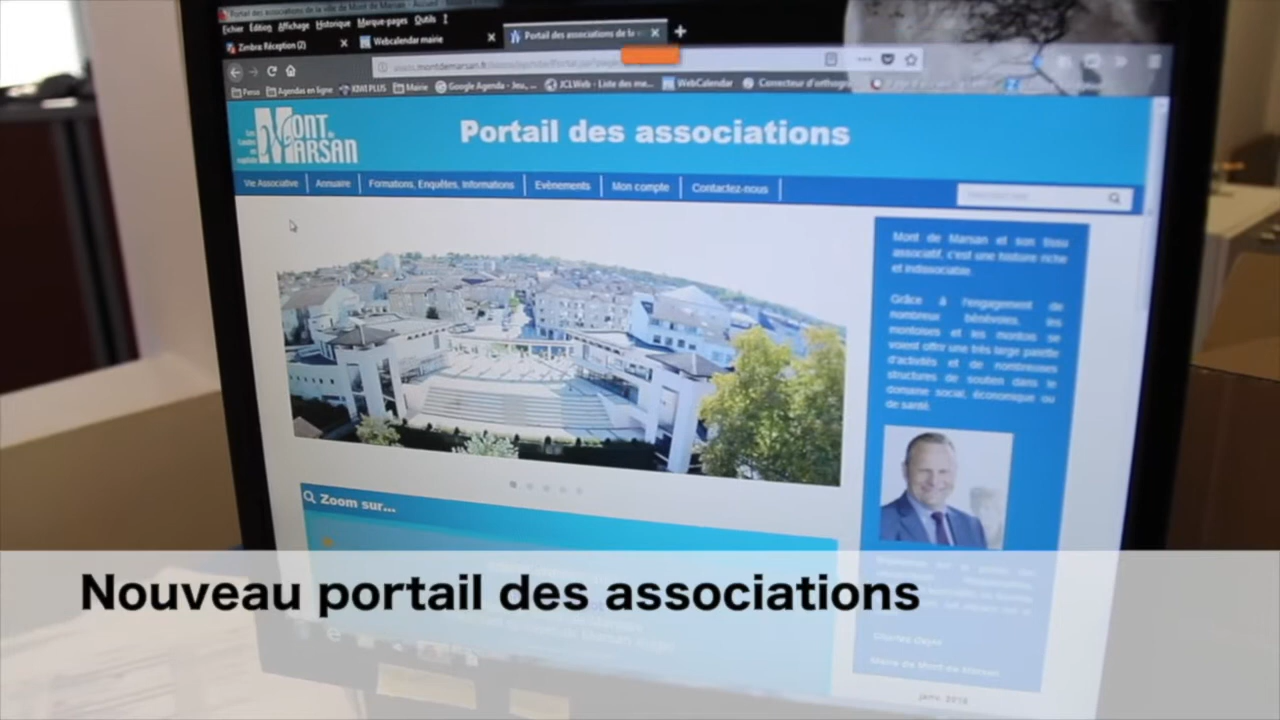 Portail des associations de la ville de Mont de Marsan - Accueil
Fichier Édition Affichage Historique Marque-pages Outils ?
Zimbra: Réception (2)
Webcalendar mairie
Portail des associations de la
www.montdemarsan.fr
Agendas en ligne
KIWI PLUS
Mairie
Google Agenda - Jeu, ...
JCLWeb - Liste des me...
WebCalendar
Correcteur d'orthog
Mont de Marsan
Portail des associations
Vie Associative
Annuaire
Formations, Enquêtes, Informations
Evènements
Mon compte
Contactez-nous
Mont de Marsan et son tissu
associatif, c'est une histoire riche
et indissociable.
Grâce à l'engagement de
nombreux bénévoles, les
montoises et les montois se
voient offrir une très large palette
d'activités et de nombreuses
structures de soutien dans le
domaine social, économique ou
de santé.
Zoom sur...
Nouveau portail des associations
Charles Dayot
Maire de Mont de Marsan